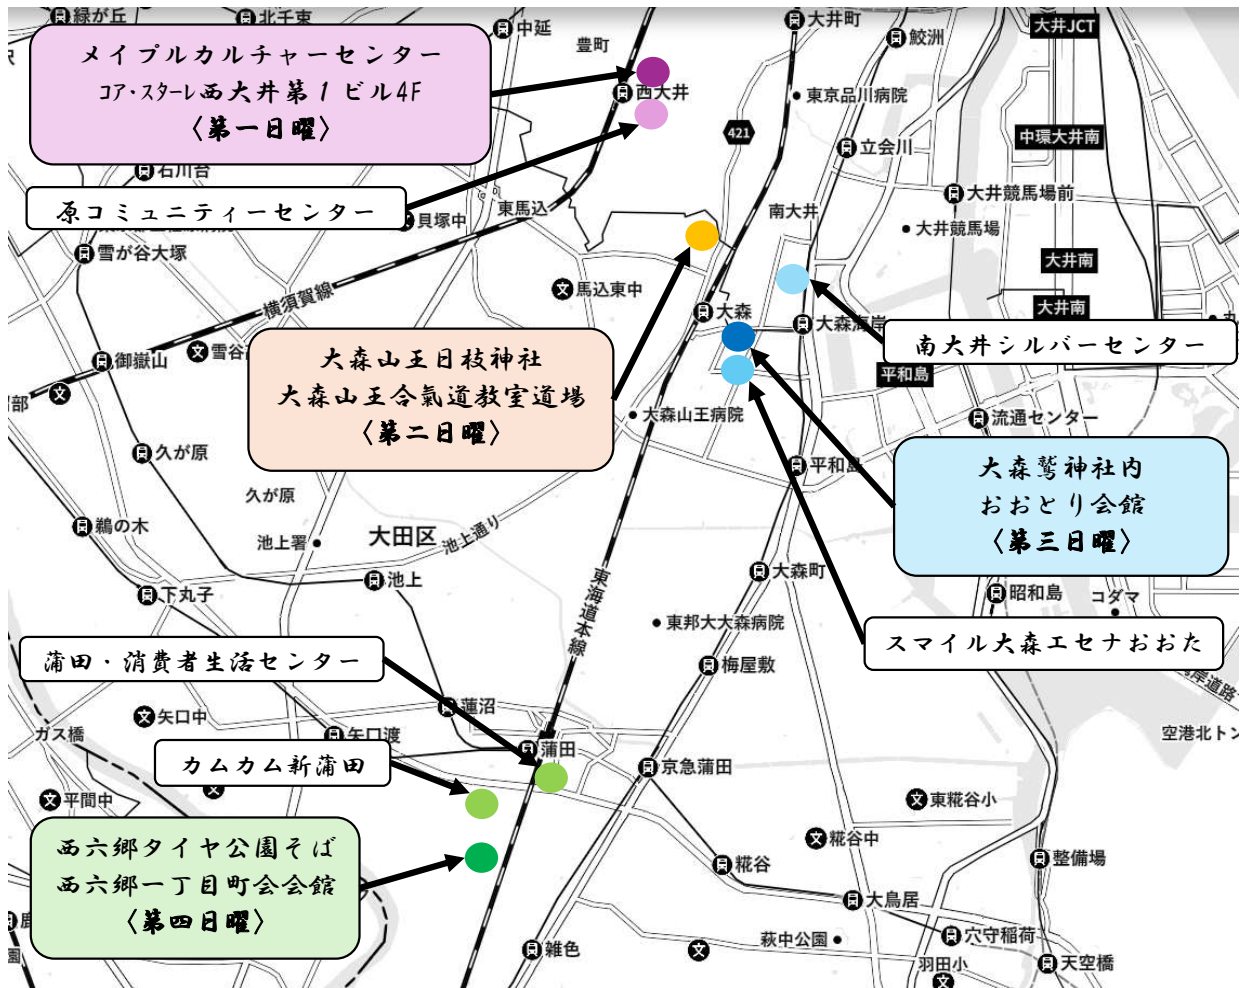 緑が丘
北千束
中延
豊町
大井町
鮫洲
大井JCT
メイプルカルチャーセンター
コア・スターレ西大井第1ビル4F
〈第一日曜〉
西大井
東京品川病院
421
中環大井南
立会川
石川台
大井競馬場前
原コミュニティーセンター
貝塚中
東馬込
南大井
大井競馬場
雪が谷大塚
大井南
横須賀線
馬込東中
大井南
大森
大森海岸
南大井シルバーセンター
御嶽山
雪谷
大森山王日枝神社
大森山王合氣道教室道場
〈第二日曜〉
平和島
大森山王病院
流通センター
久が原
平和島
大森鷲神社内
おおとり会館
〈第三日曜〉
久が原
鵜の木
池上署
大田区
池上通り
池上
下丸子
東海道本線
大森町
昭和島
コダマ
東邦大大森病院
スマイル大森エセナおおた
蒲田・消費者生活センター
梅屋敷
矢口中
蓮沼
ガス橋
矢口渡
蒲田
空港北トン
カムカム新蒲田
京急蒲田
平間中
東糀谷小
西六郷タイヤ公園そば
西六郷一丁目町会会館
〈第四日曜〉
糀谷中
糀谷
整備場
大鳥居
雑色
萩中公園
穴守稲荷
羽田小
天空橋